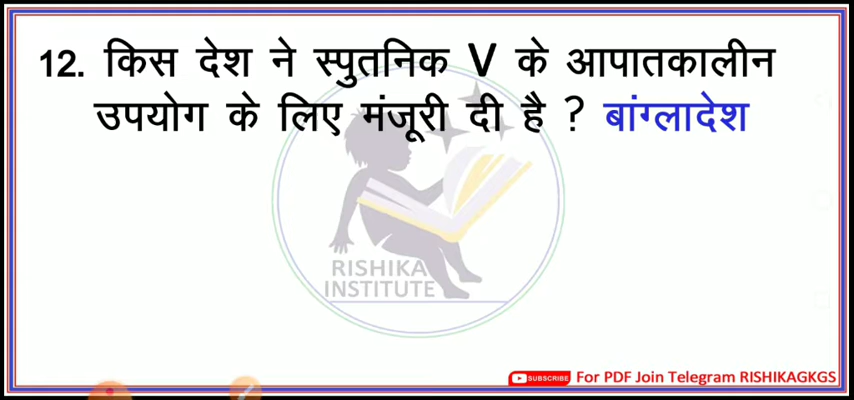 12. किस देश ने स्पुतनिक V के आपातकालीन
उपयोग के लिए मंजूरी दी है ? बांग्लादेश
RISHIKA
INSTITUTE
SUBSCRIBE For PDF Join Telegram RISHIKAGKGS